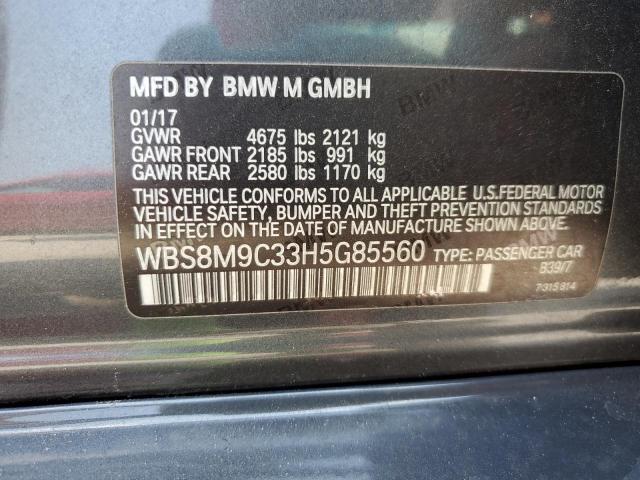 MFD BY BMW M GMBH
01/17
GVWR 4675 lbs 2121 kg
GAWR FRONT 2185 lbs 991 kg
GAWR REAR 2580 lbs 1170 kg
THIS VEHICLE CONFORMS TO ALL APPLICABLE U.S.FEDERAL MOTOR
VEHICLE SAFETY, BUMPER AND THEFT PREVENTION STANDARDS
IN EFFECT ON THE DATE OF MANUFACTURE SHOWN ABOVE.
WBS8M9C33H5G85560 TYPE: PASSENGER CAR
B39/7
7315814